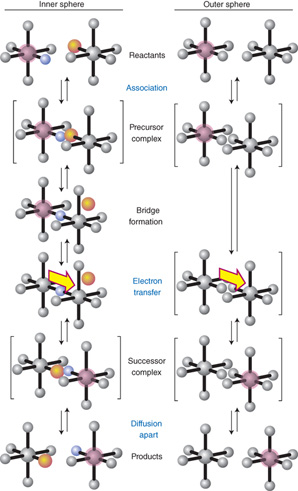 Inner sphere
Outer sphere
Reactants
Association
Precursor
complex
Bridge
formation
Electron
transfer
Successor
complex
Diffusion
apart
Products